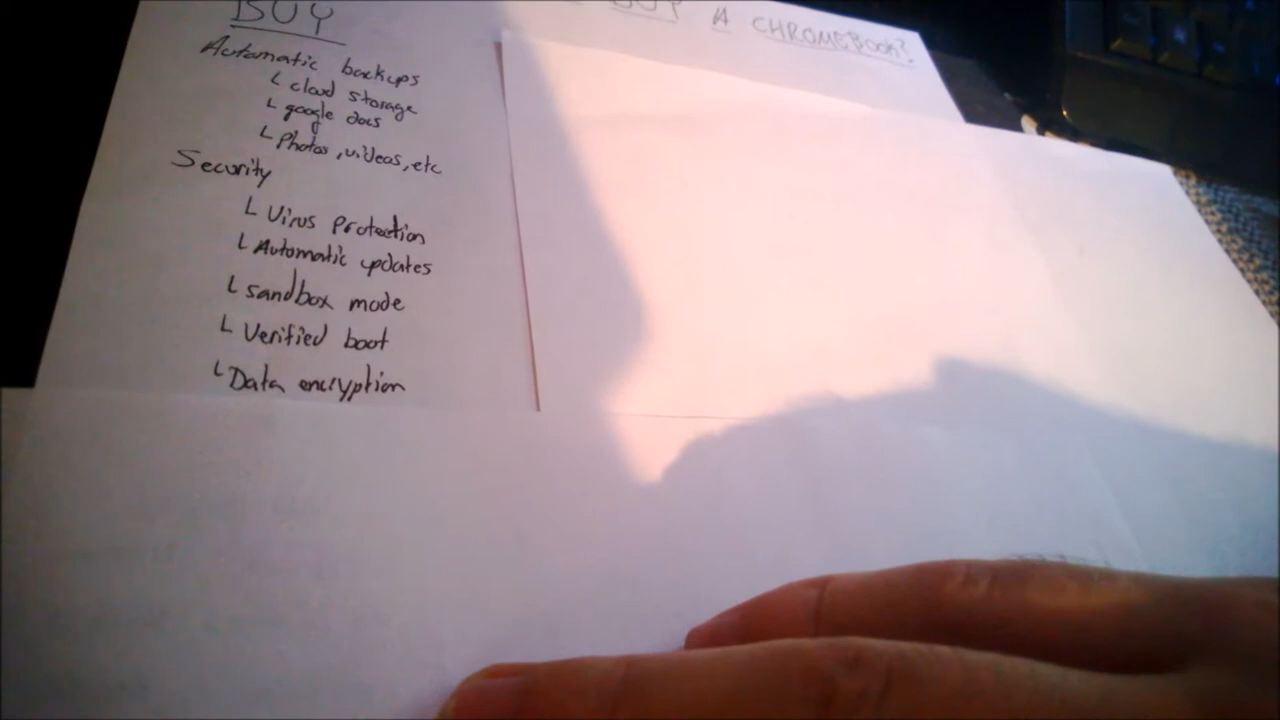 BUY
BUY A CHROMEBOOK?
Automatic backups
└ cloud storage
└ google docs
└ Photos, videos, etc
Security
└ Virus Protection
└ Automatic updates
└ sandbox mode
└ Verified boot
└ Data encryption